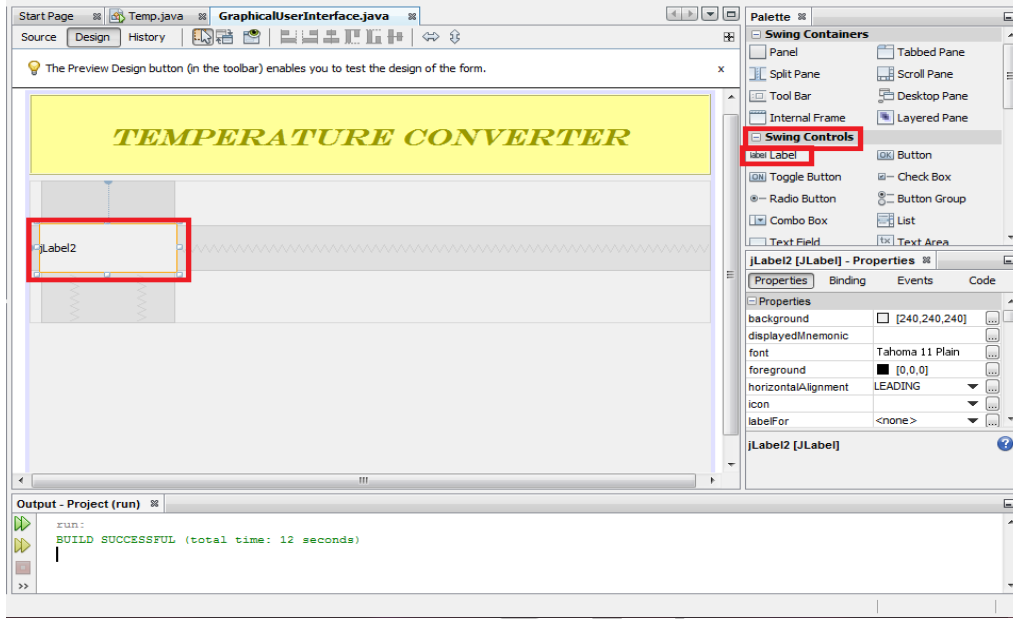 Start Page Temp.java GraphicalUserInterface.java
Source Design History
The Preview Design button (in the toolbar) enables you to test the design of the form. x
TEMPERATURE CONVERTER
jLabel2
Palette
Swing Containers
Panel Tabbed Pane
Split Pane Scroll Pane
Tool Bar Desktop Pane
Internal Frame Layered Pane
Swing Controls
label Label OK Button
ON Toggle Button Check Box
Radio Button Button Group
Combo Box List
Text Field Text Area
jLabel2 [JLabel] - Properties
Properties Binding Events Code
Properties
background [240,240,240] ...
displayedMnemonic ...
font Tahoma 11 Plain ...
foreground [0,0,0] ...
horizontalAlignment LEADING ...
icon ...
labelFor <none> ...
jLabel2 [JLabel]
Output - Project (run)
run:
BUILD SUCCESSFUL (total time: 12 seconds)
>>